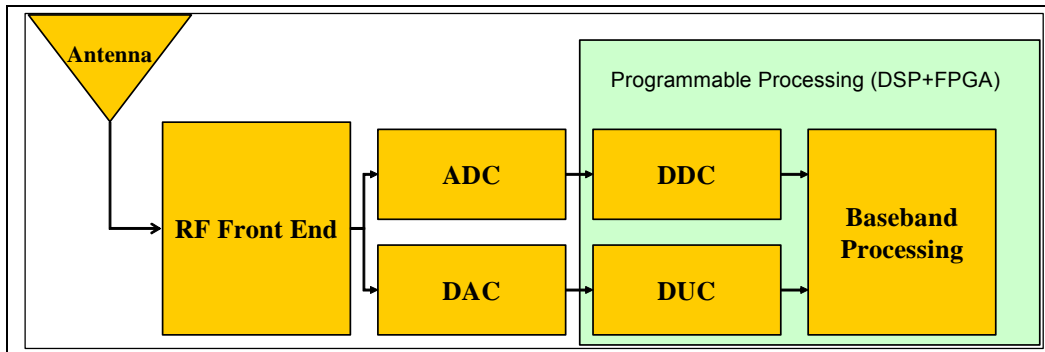 Antenna
Programmable Processing (DSP+FPGA)
RF Front End
ADC
DDC
Baseband
Processing
DAC
DUC